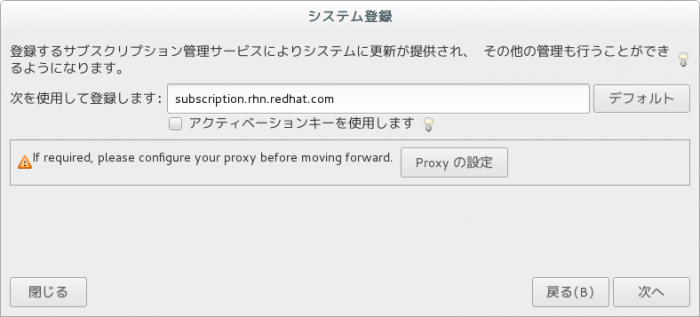 システム登録
登録するサブスクリプション管理サービスによりシステムに更新が提供され、 その他の管理も行うことができ
るようになります。
次を使用して登録します: subscription.rhn.redhat.com デフォルト
アクティベーションキーを使用します
If required, please configure your proxy before moving forward. Proxy の設定
閉じる 戻る(B) 次へ